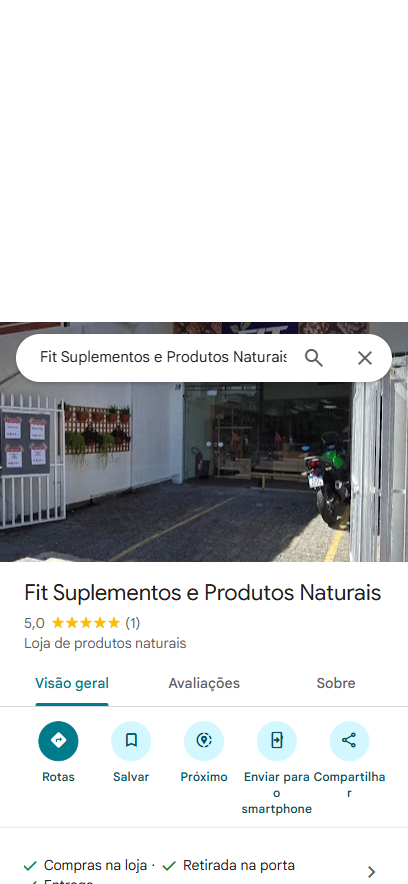 FIT
Fit Suplementos e Produtos Naturais
Fit Suplementos e Produtos Naturais
5,0 (1)
Loja de produtos naturais
Visão geral Avaliações Sobre
Rotas Salvar Próximo Enviar para o smartphone Compartilhar
Compras na loja · Retirada na porta
Entrega